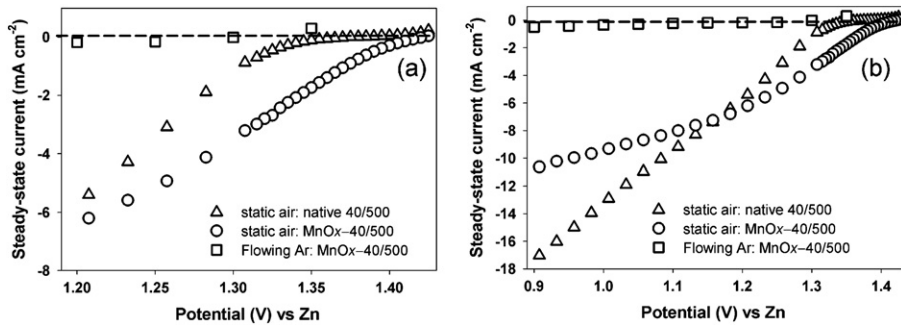 (a)
Steady-state current (mA cm⁻²)
0
-2
-4
-6
-8
static air: native 40/500
static air: MnOx–40/500
Flowing Ar: MnOx–40/500
1.20 1.25 1.30 1.35 1.40
Potential (V) vs Zn
(b)
Steady-state current (mA cm⁻²)
0
-2
-4
-6
-8
-10
-12
-14
-16
-18
static air: native 40/500
static air: MnOx–40/500
Flowing Ar: MnOx–40/500
0.9 1.0 1.1 1.2 1.3 1.4
Potential (V) vs Zn